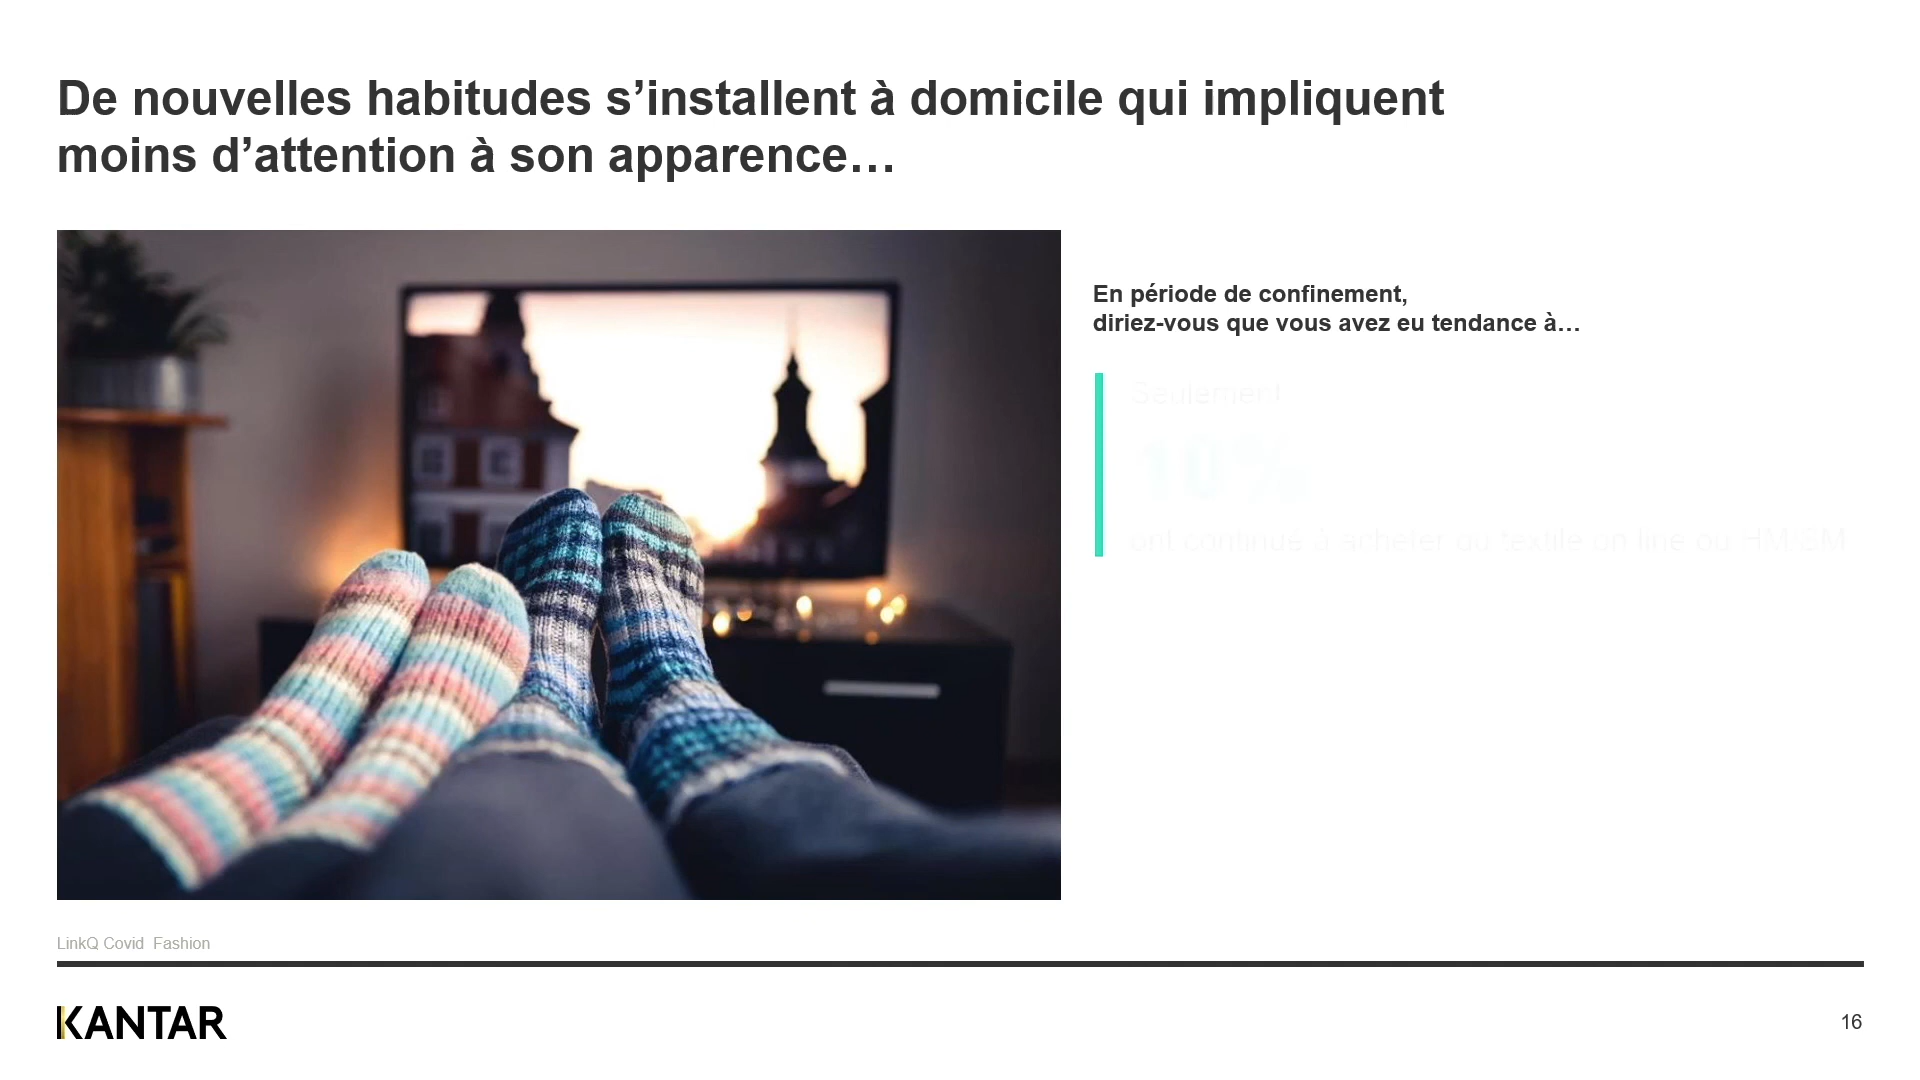 De nouvelles habitudes s’installent à domicile qui impliquent
moins d’attention à son apparence…
En période de confinement,
diriez-vous que vous avez eu tendance à…
Seulement
10%
ont continué à acheter du textile on line ou HM/SM
LinkQ Covid  Fashion
KANTAR
16